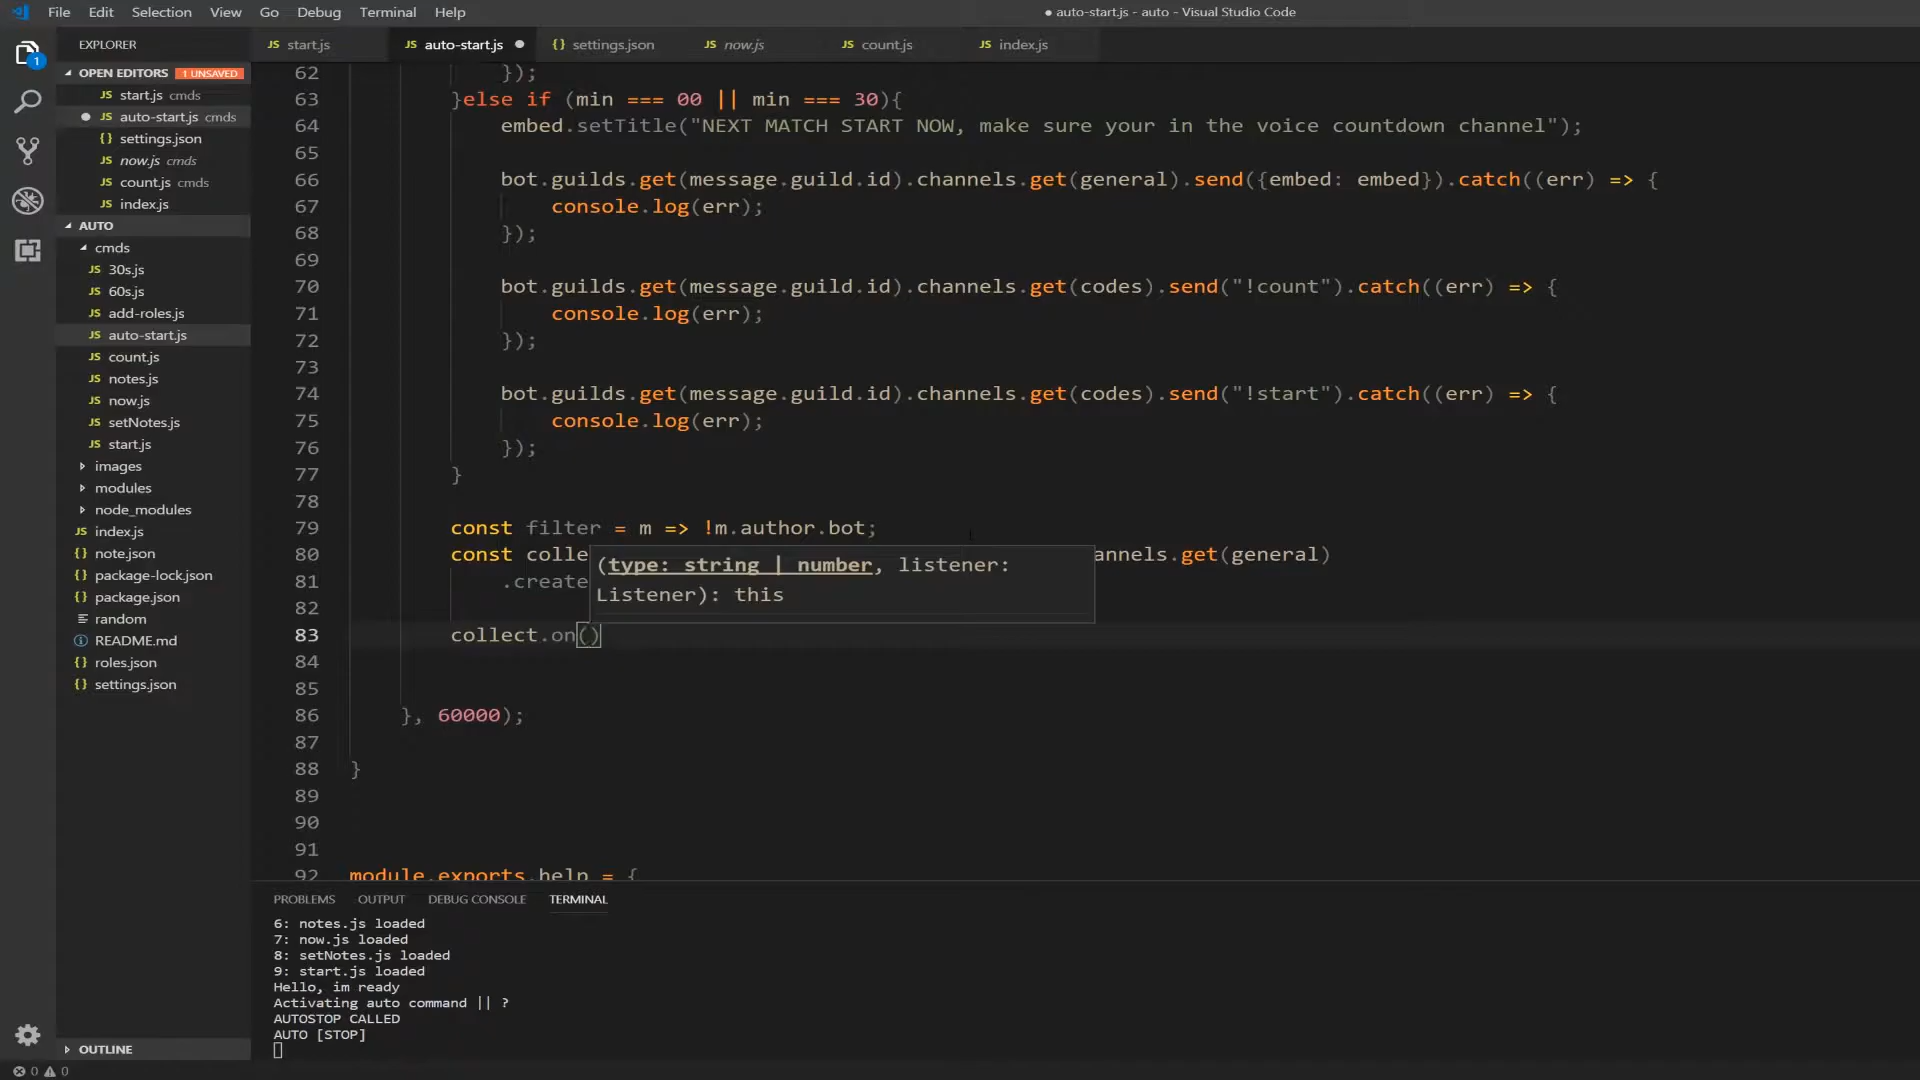 File Edit Selection View Go Debug Terminal Help
● auto-start.js - auto - Visual Studio Code
EXPLORER
1
OPEN EDITORS 1 UNSAVED
JS start.js cmds
● JS auto-start.js cmds
{} settings.json
JS now.js cmds
JS count.js cmds
JS index.js
AUTO
cmds
JS 30s.js
JS 60s.js
JS add-roles.js
JS auto-start.js
JS count.js
JS notes.js
JS now.js
JS setNotes.js
JS start.js
images
modules
node_modules
JS index.js
{} note.json
{} package-lock.json
{} package.json
random
README.md
{} roles.json
{} settings.json
OUTLINE
JS start.js JS auto-start.js ● {} settings.json JS now.js JS count.js JS index.js
62 });
63 }else if (min === 00 || min === 30){
64 embed.setTitle("NEXT MATCH START NOW, make sure your in the voice countdown channel");
65
66 bot.guilds.get(message.guild.id).channels.get(general).send({embed: embed}).catch((err) => {
67 console.log(err);
68 });
69
70 bot.guilds.get(message.guild.id).channels.get(codes).send("!count").catch((err) => {
71 console.log(err);
72 });
73
74 bot.guilds.get(message.guild.id).channels.get(codes).send("!start").catch((err) => {
75 console.log(err);
76 });
77 }
78
79 const filter = m => !m.author.bot;
80 const colle annels.get(general)
(type: string | number, listener:
81 .create
Listener): this
82
83 collect.on()
84
85
86 }, 60000);
87
88 }
89
90
91
92 module.exports.help = {
PROBLEMS OUTPUT DEBUG CONSOLE TERMINAL
6: notes.js loaded
7: now.js loaded
8: setNotes.js loaded
9: start.js loaded
Hello, im ready
Activating auto command || ?
AUTOSTOP CALLED
AUTO [STOP]
0 0